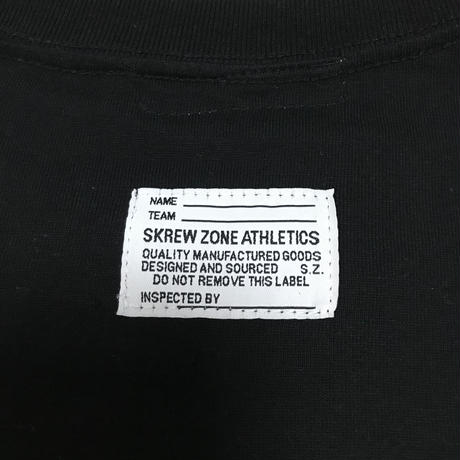 NAME
TEAM
SKREW ZONE ATHLETICS
QUALITY MANUFACTURED GOODS
DESIGNED AND SOURCED S.Z.
DO NOT REMOVE THIS LABEL
INSPECTED BY